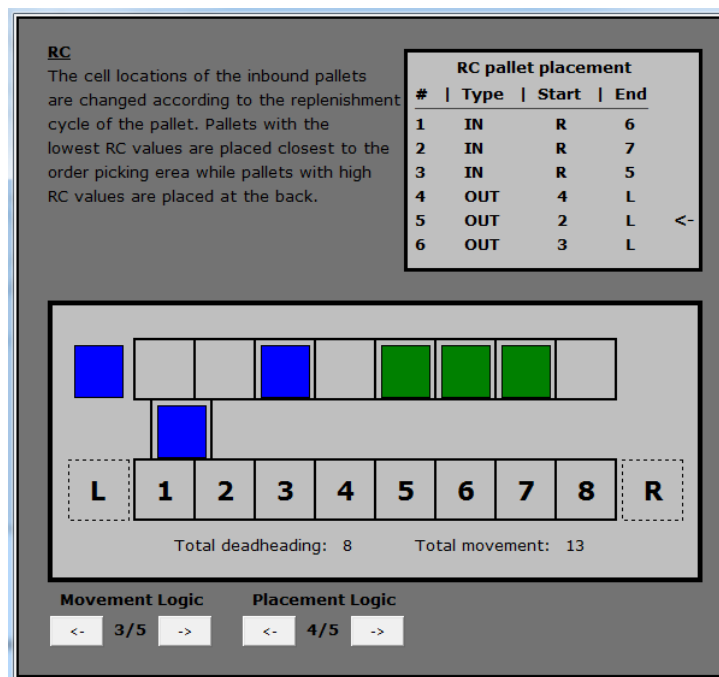 RC
The cell locations of the inbound pallets
are changed according to the replenishment
cycle of the pallet. Pallets with the
lowest RC values are placed closest to the
order picking erea while pallets with high
RC values are placed at the back.
RC pallet placement
# | Type | Start | End
1 IN R 6
2 IN R 7
3 IN R 5
4 OUT 4 L
5 OUT 2 L <-
6 OUT 3 L
L 1 2 3 4 5 6 7 8 R
Total deadheading: 8 Total movement: 13
Movement Logic Placement Logic
<- 3/5 -> <- 4/5 ->